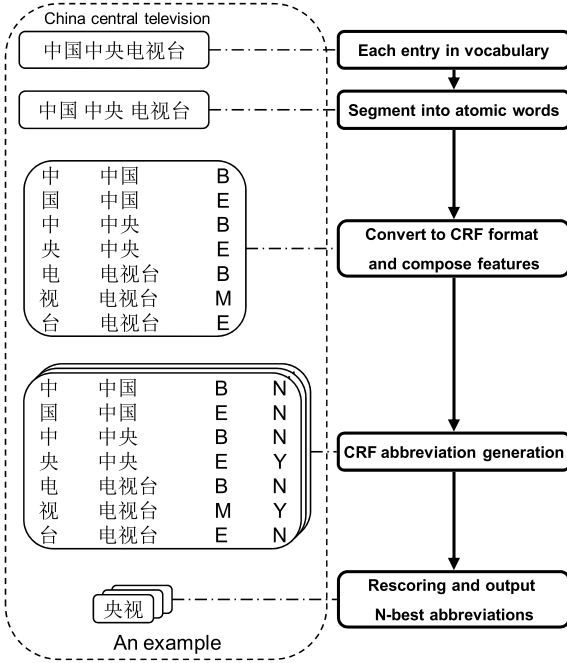 China central television
中国中央电视台
Each entry in vocabulary
中国 中央 电视台
Segment into atomic words
中 中国 B
国 中国 E
中 中央 B
央 中央 E
电 电视台 B
视 电视台 M
台 电视台 E
Convert to CRF format
and compose features
中 中国 B N
国 中国 E N
中 中央 B N
央 中央 E Y
电 电视台 B N
视 电视台 M Y
台 电视台 E N
CRF abbreviation generation
央视
Rescoring and output
N-best abbreviations
An example